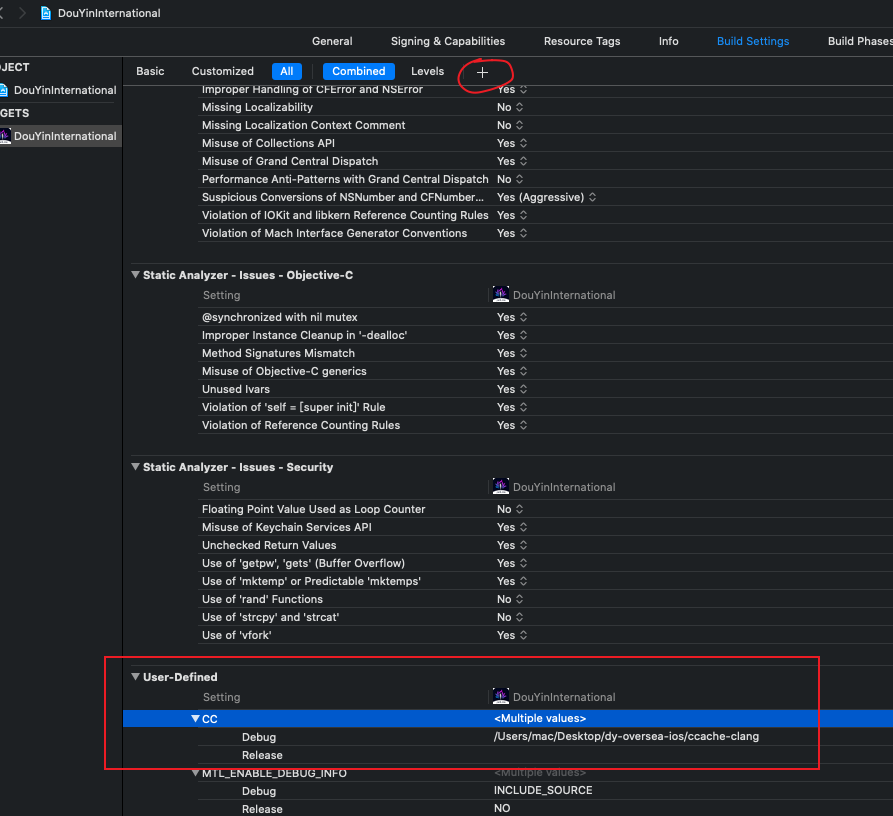 DouYinInternational
General Signing & Capabilities Resource Tags Info Build Settings Build Phases
JECT
DouYinInternational
GETS
DouYinInternational
Basic Customized All Combined Levels +
Improper Handling of CFError and NSError Yes
Missing Localizability No
Missing Localization Context Comment No
Misuse of Collections API Yes
Misuse of Grand Central Dispatch Yes
Performance Anti-Patterns with Grand Central Dispatch No
Suspicious Conversions of NSNumber and CFNumber... Yes (Aggressive)
Violation of IOKit and libkern Reference Counting Rules Yes
Violation of Mach Interface Generator Conventions Yes
Static Analyzer - Issues - Objective-C
Setting DouYinInternational
@synchronized with nil mutex Yes
Improper Instance Cleanup in '-dealloc' Yes
Method Signatures Mismatch Yes
Misuse of Objective-C generics Yes
Unused Ivars Yes
Violation of 'self = [super init]' Rule Yes
Violation of Reference Counting Rules Yes
Static Analyzer - Issues - Security
Setting DouYinInternational
Floating Point Value Used as Loop Counter No
Misuse of Keychain Services API Yes
Unchecked Return Values Yes
Use of 'getpw', 'gets' (Buffer Overflow) Yes
Use of 'mktemp' or Predictable 'mktemps' Yes
Use of 'rand' Functions No
Use of 'strcpy' and 'strcat' No
Use of 'vfork' Yes
User-Defined
Setting DouYinInternational
CC <Multiple values>
Debug /Users/mac/Desktop/dy-oversea-ios/ccache-clang
Release
MTL_ENABLE_DEBUG_INFO <Multiple values>
Debug INCLUDE_SOURCE
Release NO